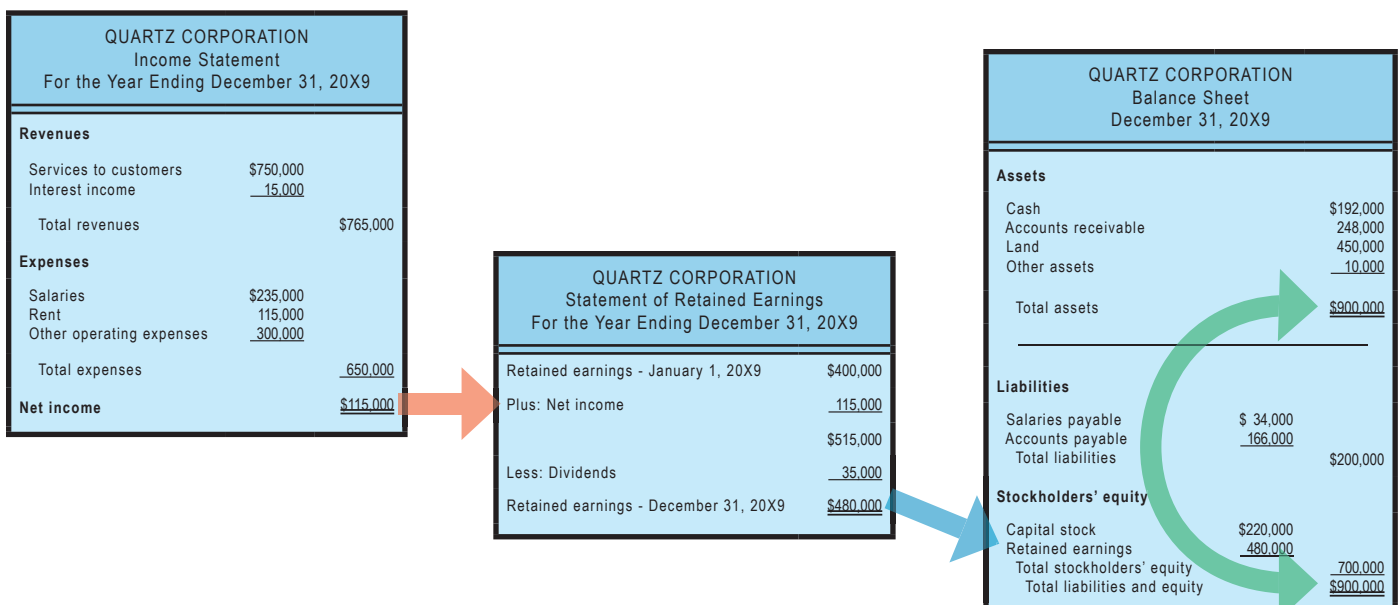 QUARTZ CORPORATION
Income Statement
For the Year Ending December 31, 20X9
Revenues
Services to customers $750,000
Interest income 15,000
Total revenues $765,000
Expenses
Salaries $235,000
Rent 115,000
Other operating expenses 300,000
Total expenses 650,000
Net income $115,000
QUARTZ CORPORATION
Statement of Retained Earnings
For the Year Ending December 31, 20X9
Retained earnings - January 1, 20X9 $400,000
Plus: Net income 115,000
$515,000
Less: Dividends 35,000
Retained earnings - December 31, 20X9 $480,000
QUARTZ CORPORATION
Balance Sheet
December 31, 20X9
Assets
Cash $192,000
Accounts receivable 248,000
Land 450,000
Other assets 10,000
Total assets $900,000
Liabilities
Salaries payable $ 34,000
Accounts payable 166,000
Total liabilities $200,000
Stockholders' equity
Capital stock $220,000
Retained earnings 480,000
Total stockholders' equity 700,000
Total liabilities and equity $900,000